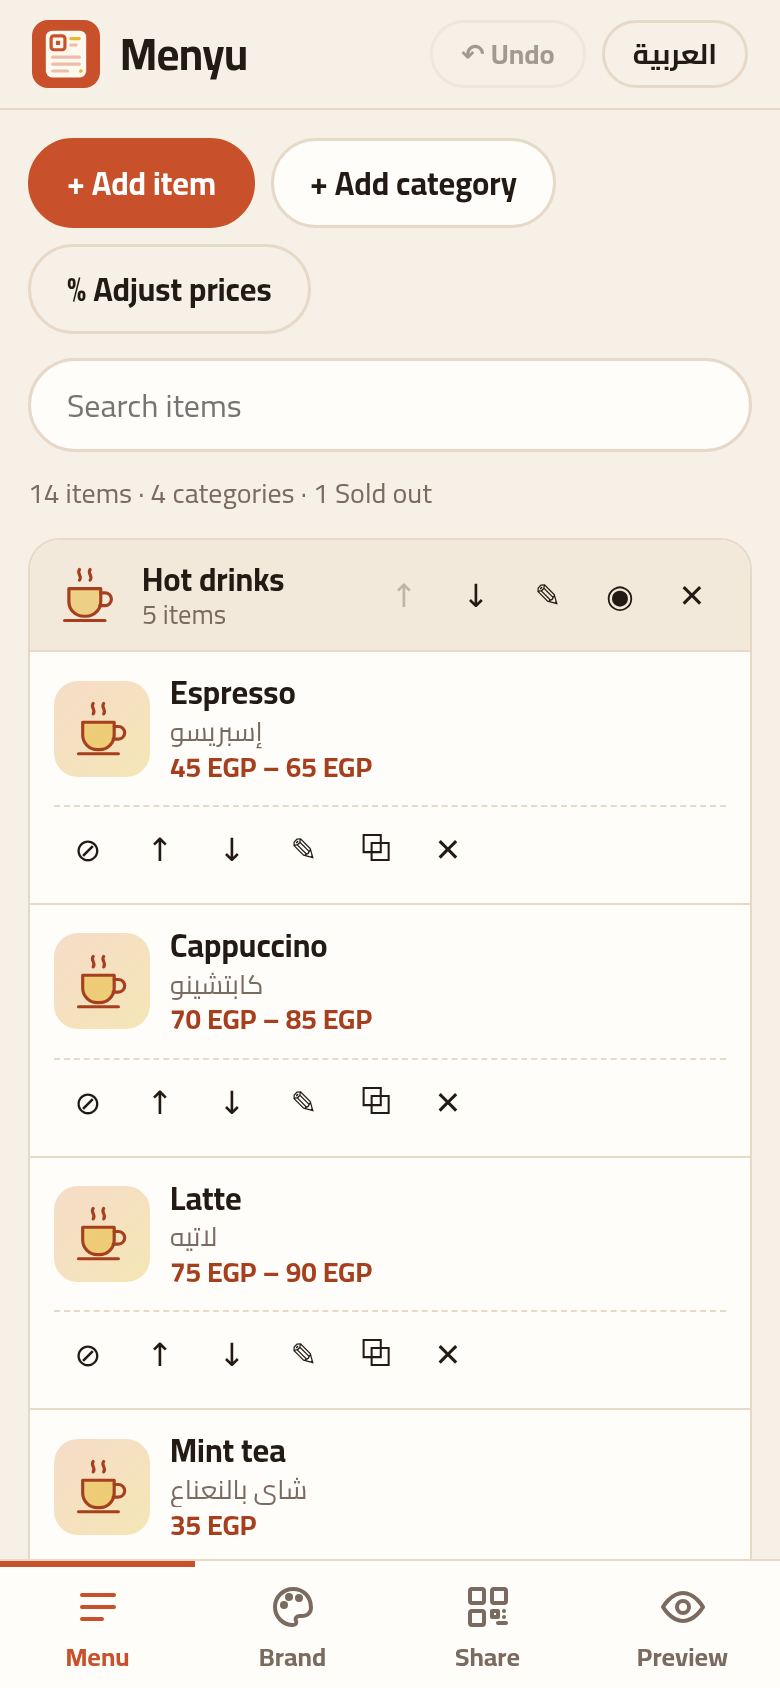 Menyu
↶ Undo
العربية
+ Add item
+ Add category
% Adjust prices
Search items
14 items · 4 categories · 1 Sold out
Hot drinks
5 items
Espresso
إسبريسو
45 EGP – 65 EGP
Cappuccino
كابتشينو
70 EGP – 85 EGP
Latte
لاتيه
75 EGP – 90 EGP
Mint tea
شاى بالنعناع
35 EGP
Menu
Brand
Share
Preview